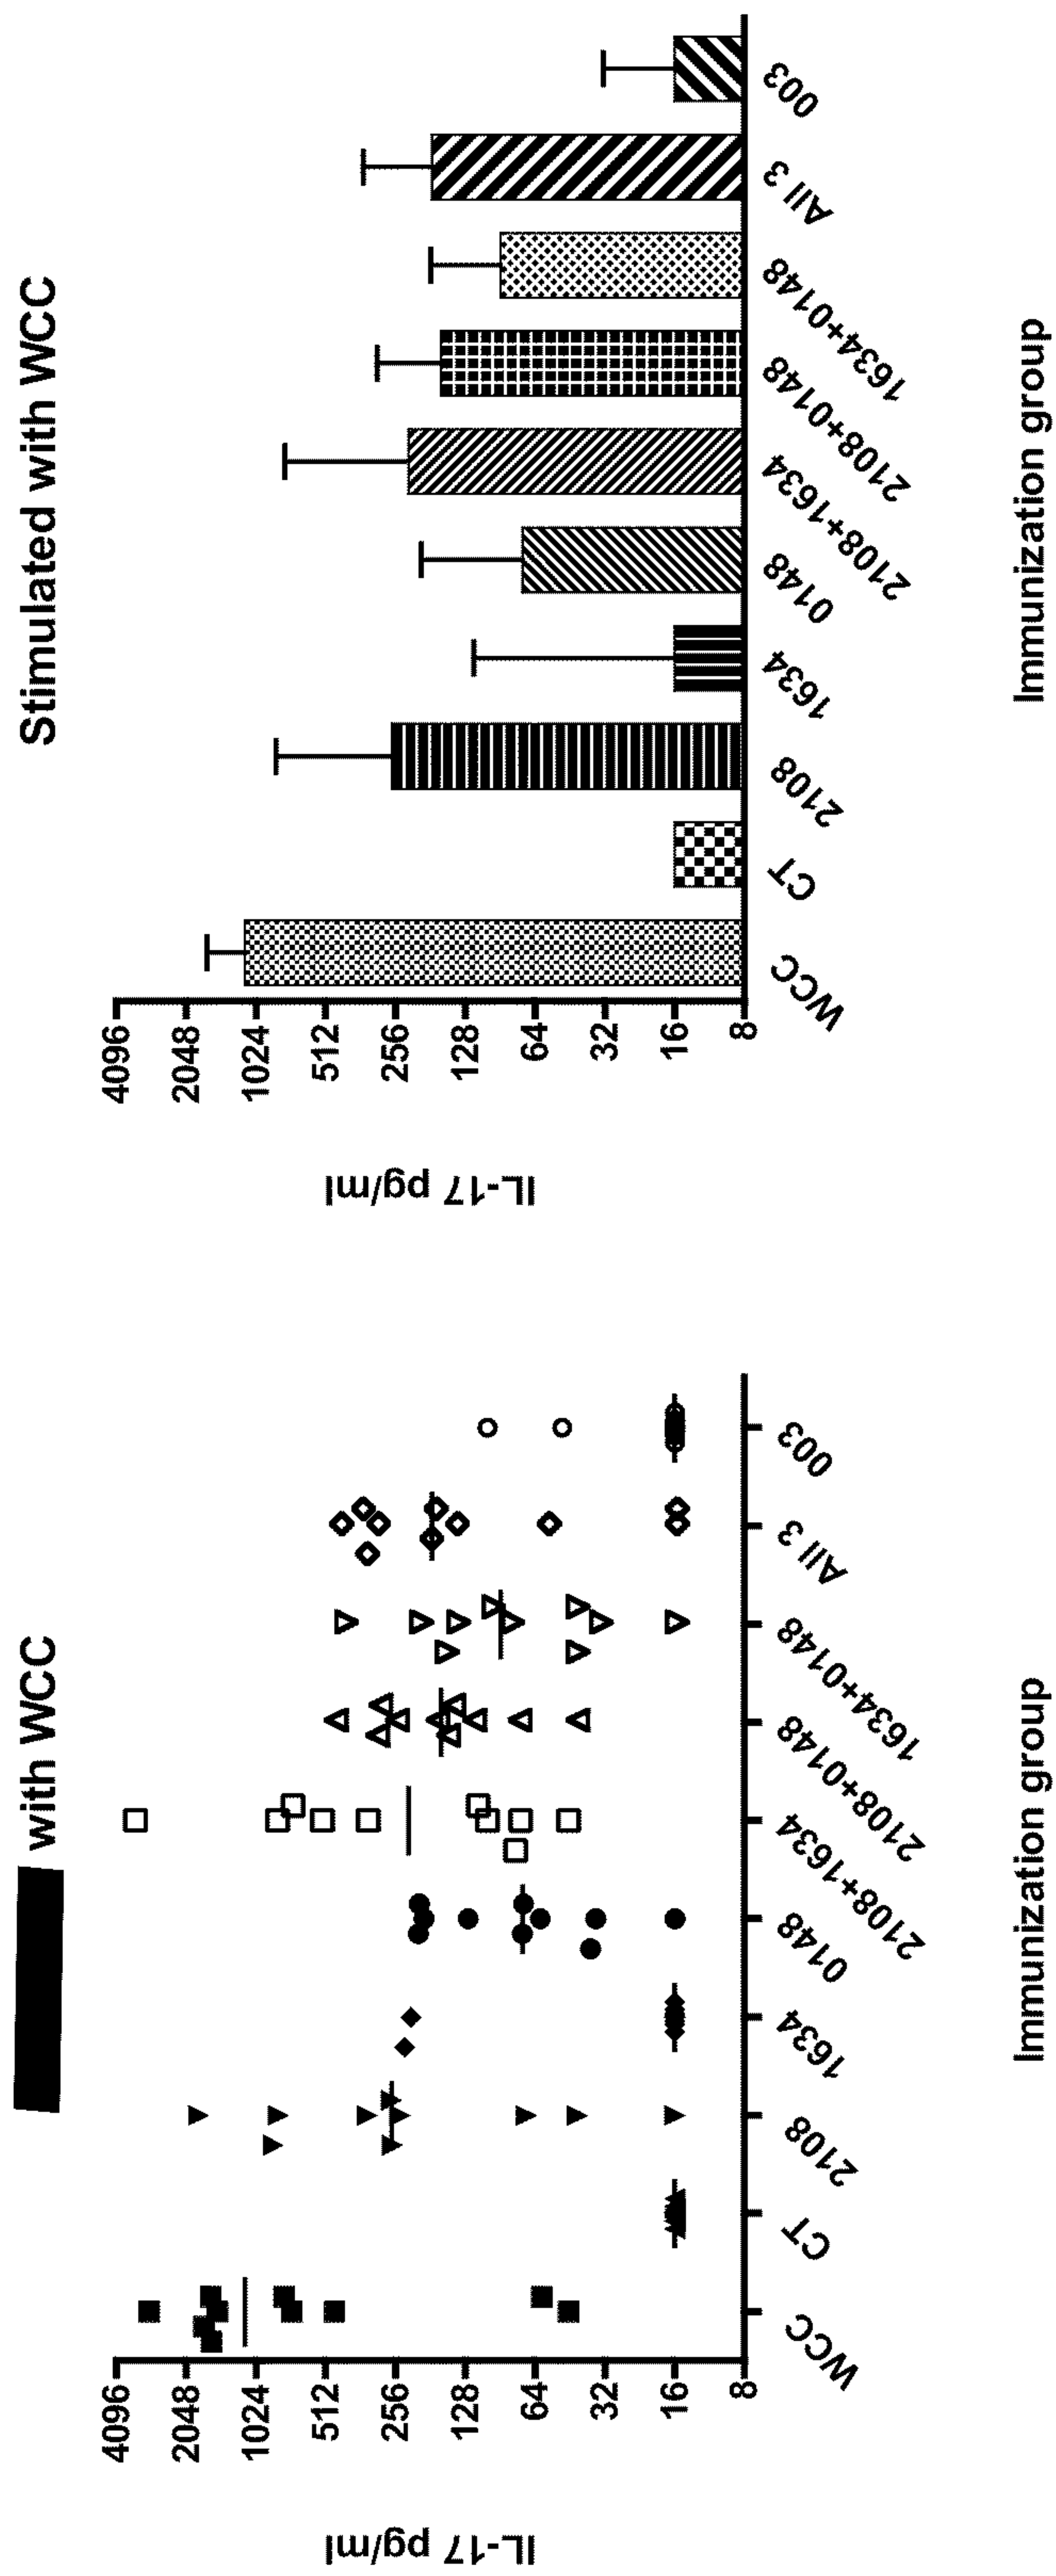 with WCC
IL-17 pg/ml
4096
2048
1024
512
256
128
64
32
16
8
WCC
CT
2108
1634
0148
2108+1634
2108+0148
1634+0148
All 3
003
Immunization group
Stimulated with WCC
IL-17 pg/ml
4096
2048
1024
512
256
128
64
32
16
8
WCC
CT
2108
1634
0148
2108+1634
2108+0148
1634+0148
All 3
003
Immunization group